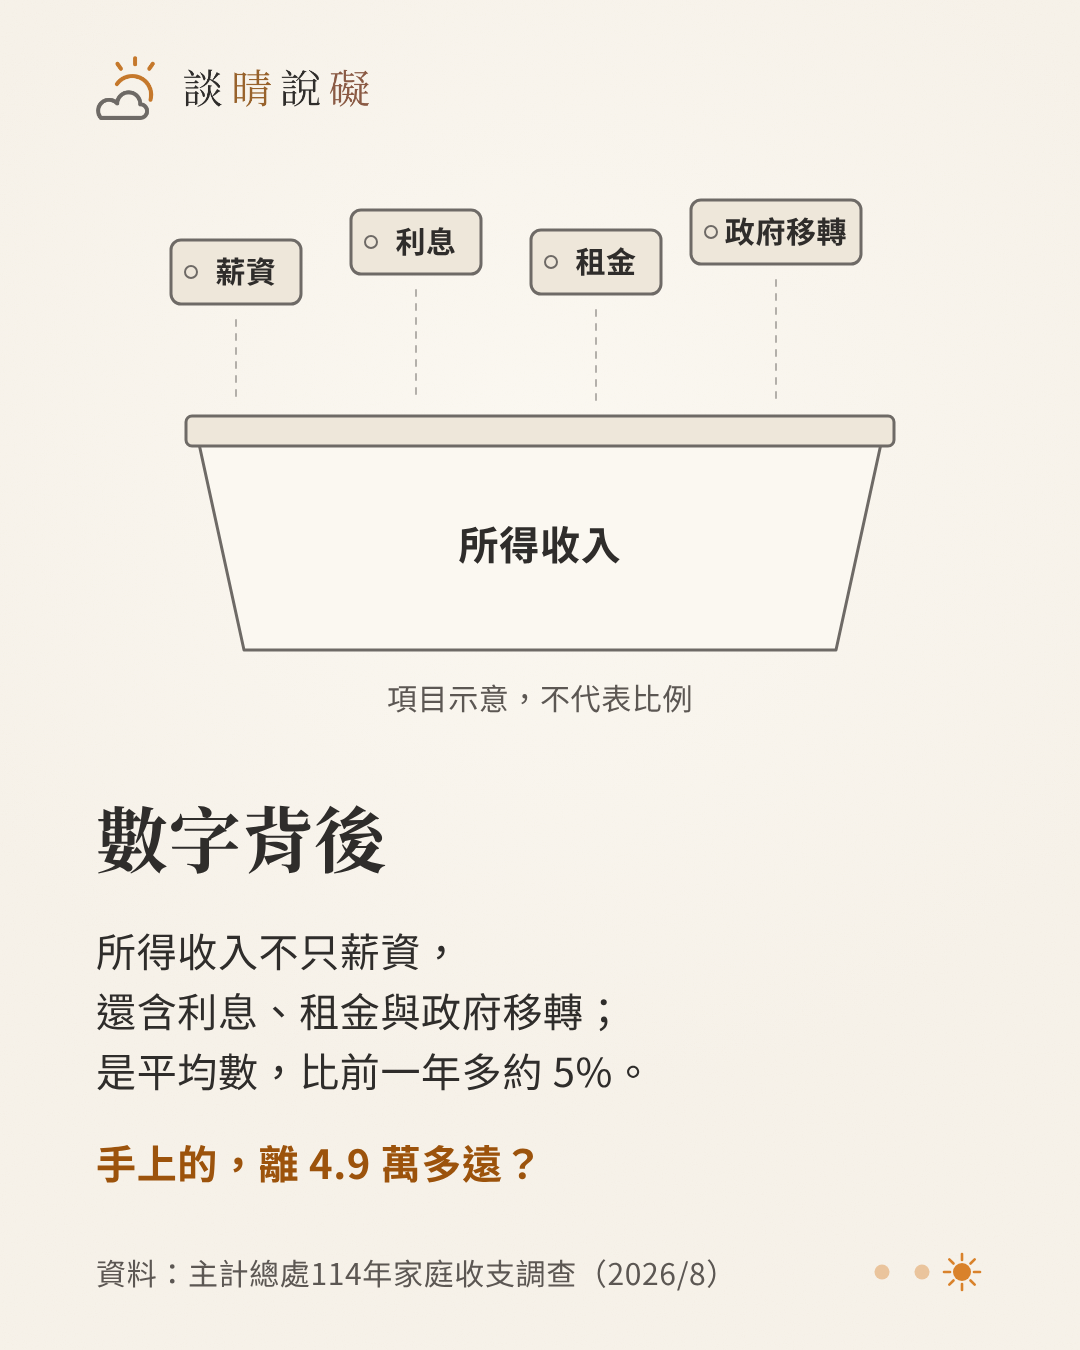 談晴說礙
薪資
利息
租金
政府移轉
所得收入
項目示意，不代表比例
數字背後
所得收入不只薪資，
還含利息、租金與政府移轉；
是平均數，比前一年多約 5%。
手上的，離 4.9 萬多遠？
資料：主計總處114年家庭收支調查（2026/8）